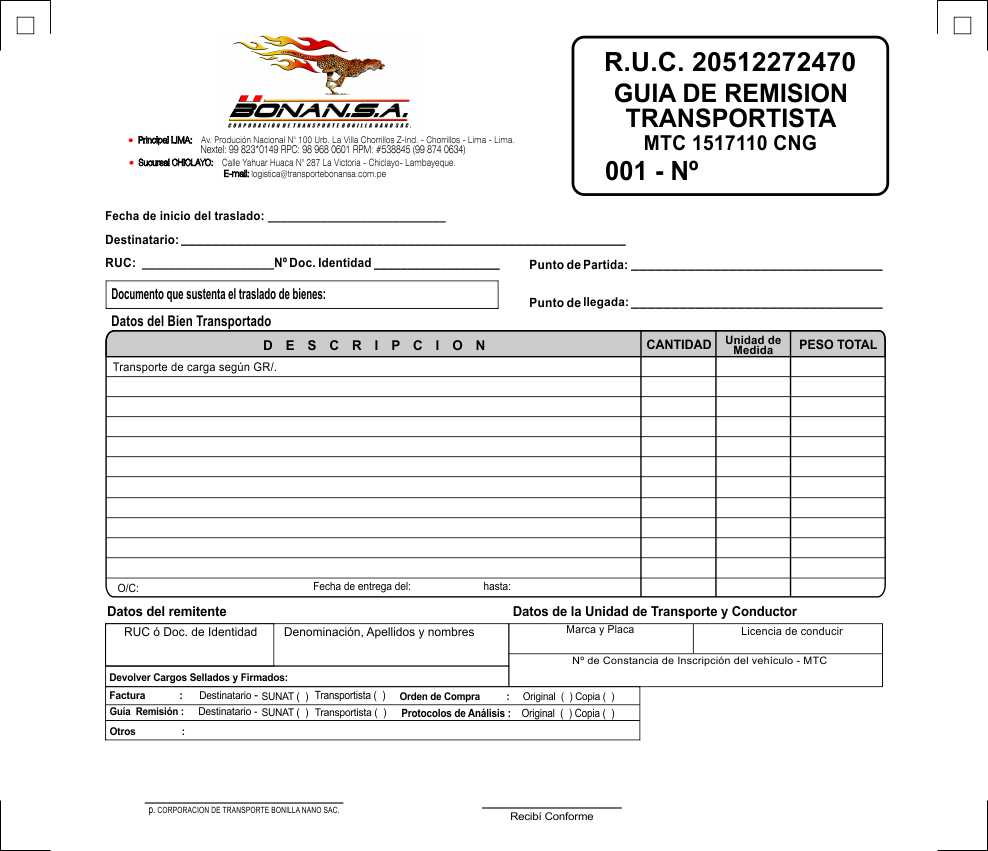 BONAN.S.A.
CORPORACION DE TRANSPORTE BONILLA NANO S.A.C.
Principal LIMA: Av. Produción Nacional N° 100 Urb. La Villa Chorrillos Z-Ind. - Chorrillos - Lima - Lima.
Nextel: 99 823*0149 RPC: 98 968 0601 RPM: #538845 (99 874 0634)
Sucursal CHICLAYO: Calle Yahuar Huaca N° 287 La Victoria - Chiclayo- Lambayeque.
E-mail: logistica@transportebonansa.com.pe
R.U.C. 20512272470
GUIA DE REMISION
TRANSPORTISTA
MTC 1517110 CNG
001 - Nº
Fecha de inicio del traslado:
Destinatario:
RUC: Nº Doc. Identidad
Punto de Partida:
Documento que sustenta el traslado de bienes:
Punto de llegada:
Datos del Bien Transportado
DESCRIPCION CANTIDAD Unidad de Medida PESO TOTAL
Transporte de carga según GR/.
O/C: Fecha de entrega del: hasta:
Datos del remitente
Datos de la Unidad de Transporte y Conductor
RUC ó Doc. de Identidad Denominación, Apellidos y nombres
Marca y Placa Licencia de conducir
Nº de Constancia de Inscripción del vehículo - MTC
Devolver Cargos Sellados y Firmados:
Factura : Destinatario - SUNAT ( ) Transportista ( ) Orden de Compra : Original ( ) Copia ( )
Guía Remisión : Destinatario - SUNAT ( ) Transportista ( ) Protocolos de Análisis : Original ( ) Copia ( )
Otros :
p. CORPORACION DE TRANSPORTE BONILLA NANO SAC.
Recibí Conforme